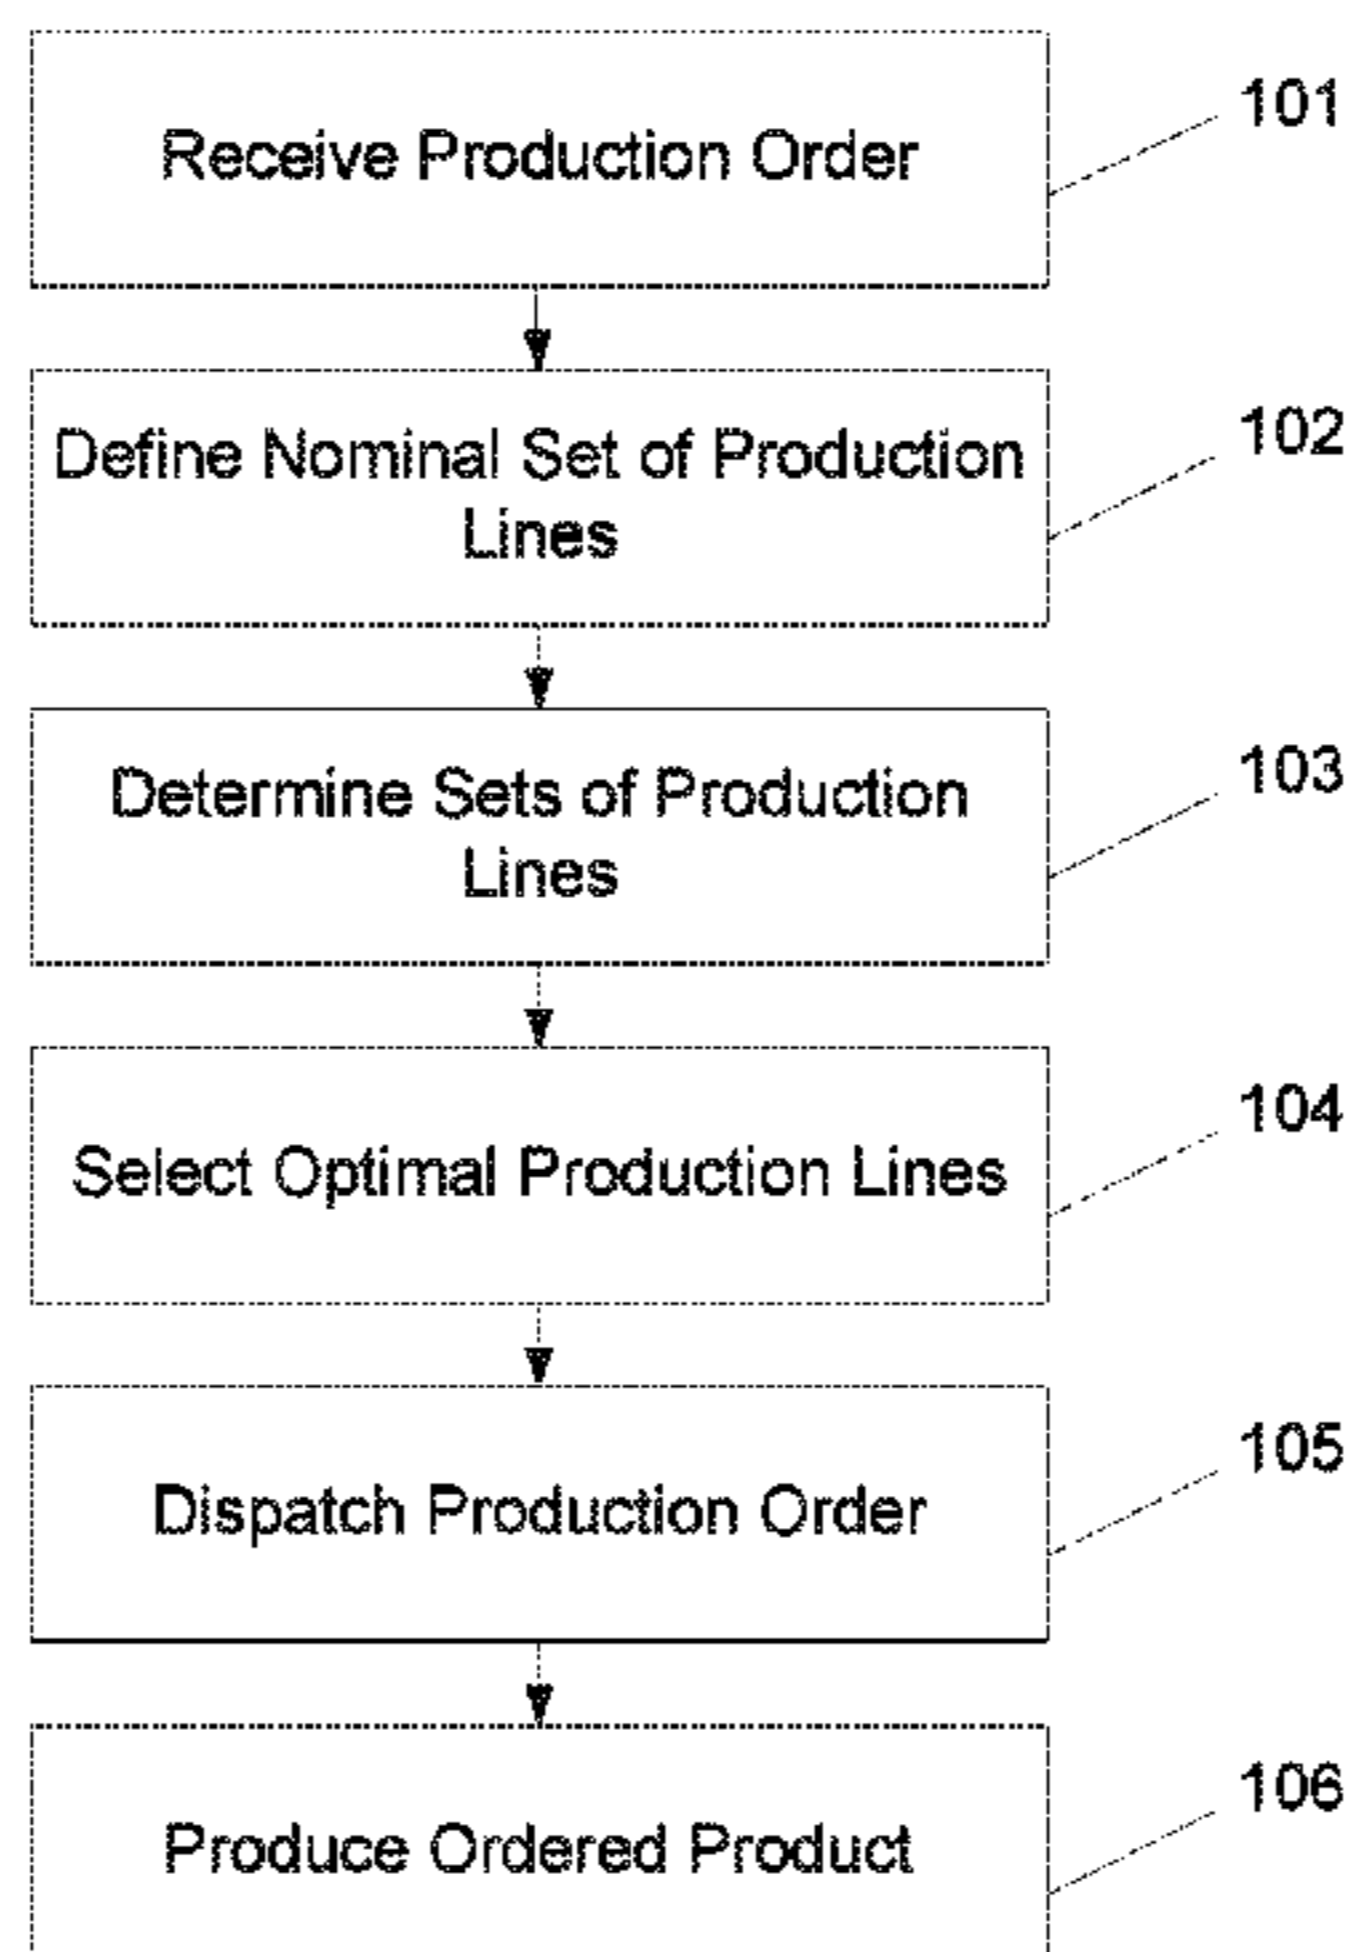 Receive Production Order
101
Define Nominal Set of Production
Lines
102
Determine Sets of Production
Lines
103
Select Optimal Production Lines
104
Dispatch Production Order
105
Produce Ordered Product
106